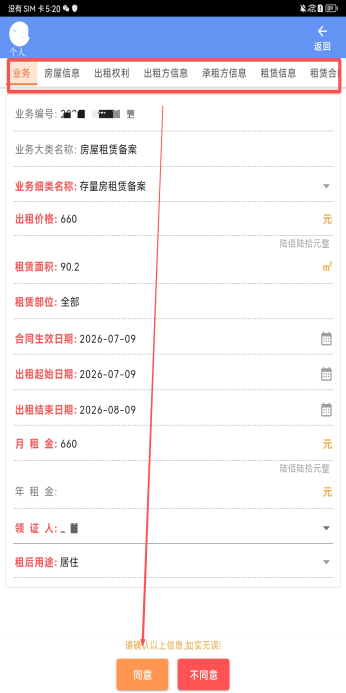 没有 SIM 卡 5:20
个人
返回
业务 房屋信息 出租权利 出租方信息 承租方信息 租赁信息 租赁合
业务编号:
业务大类名称: 房屋租赁备案
业务细类名称: 存量房租赁备案
出租价格: 660 元
陆佰陆拾元整
租赁面积: 90.2 ㎡
租赁部位: 全部
合同生效日期: 2026-07-09
出租起始日期: 2026-07-09
出租结束日期: 2026-08-09
月 租 金: 660 元
陆佰陆拾元整
年 租 金: 元
领 证 人:
租后用途: 居住
请确认以上信息,如实无误!
同意 不同意